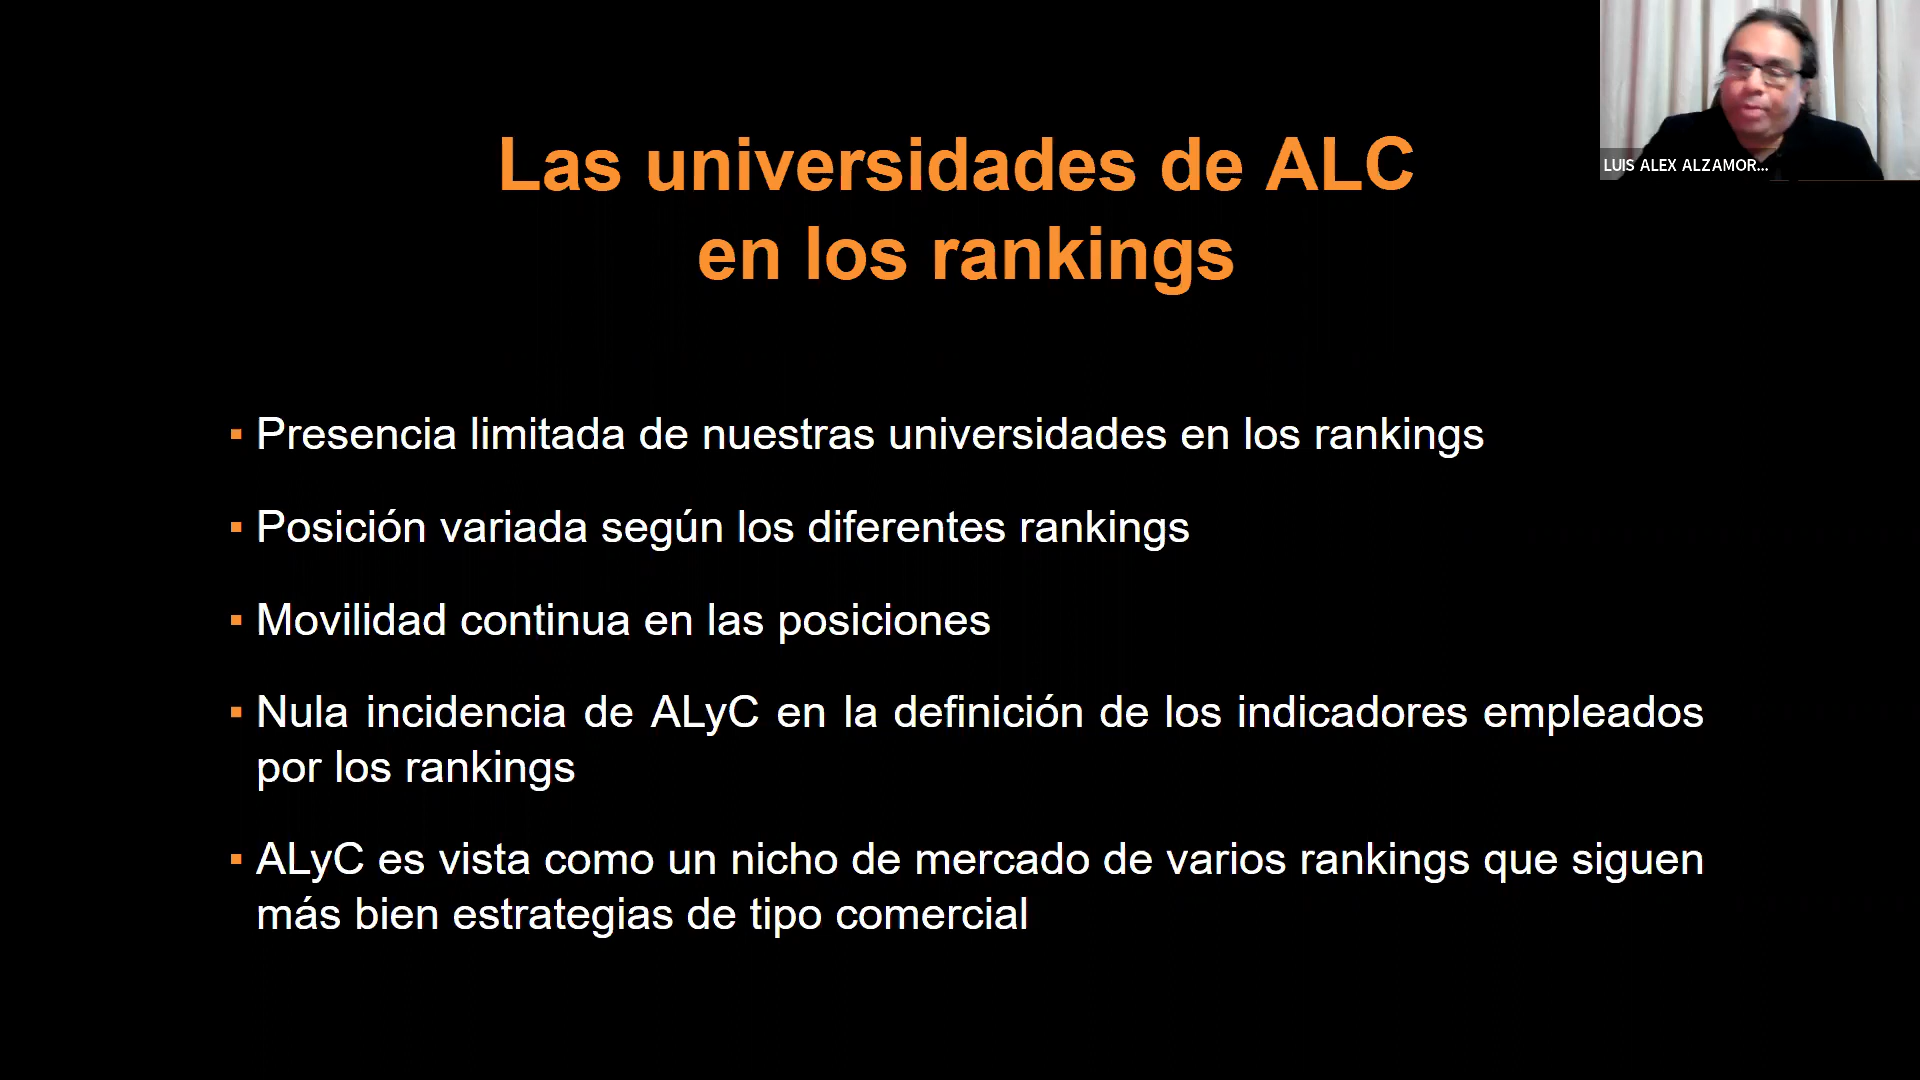 Las universidades de ALC
en los rankings
LUIS ALEX ALZAMOR...
▪ Presencia limitada de nuestras universidades en los rankings
▪ Posición variada según los diferentes rankings
▪ Movilidad continua en las posiciones
▪ Nula incidencia de ALyC en la definición de los indicadores empleados
por los rankings
▪ ALyC es vista como un nicho de mercado de varios rankings que siguen
más bien estrategias de tipo comercial